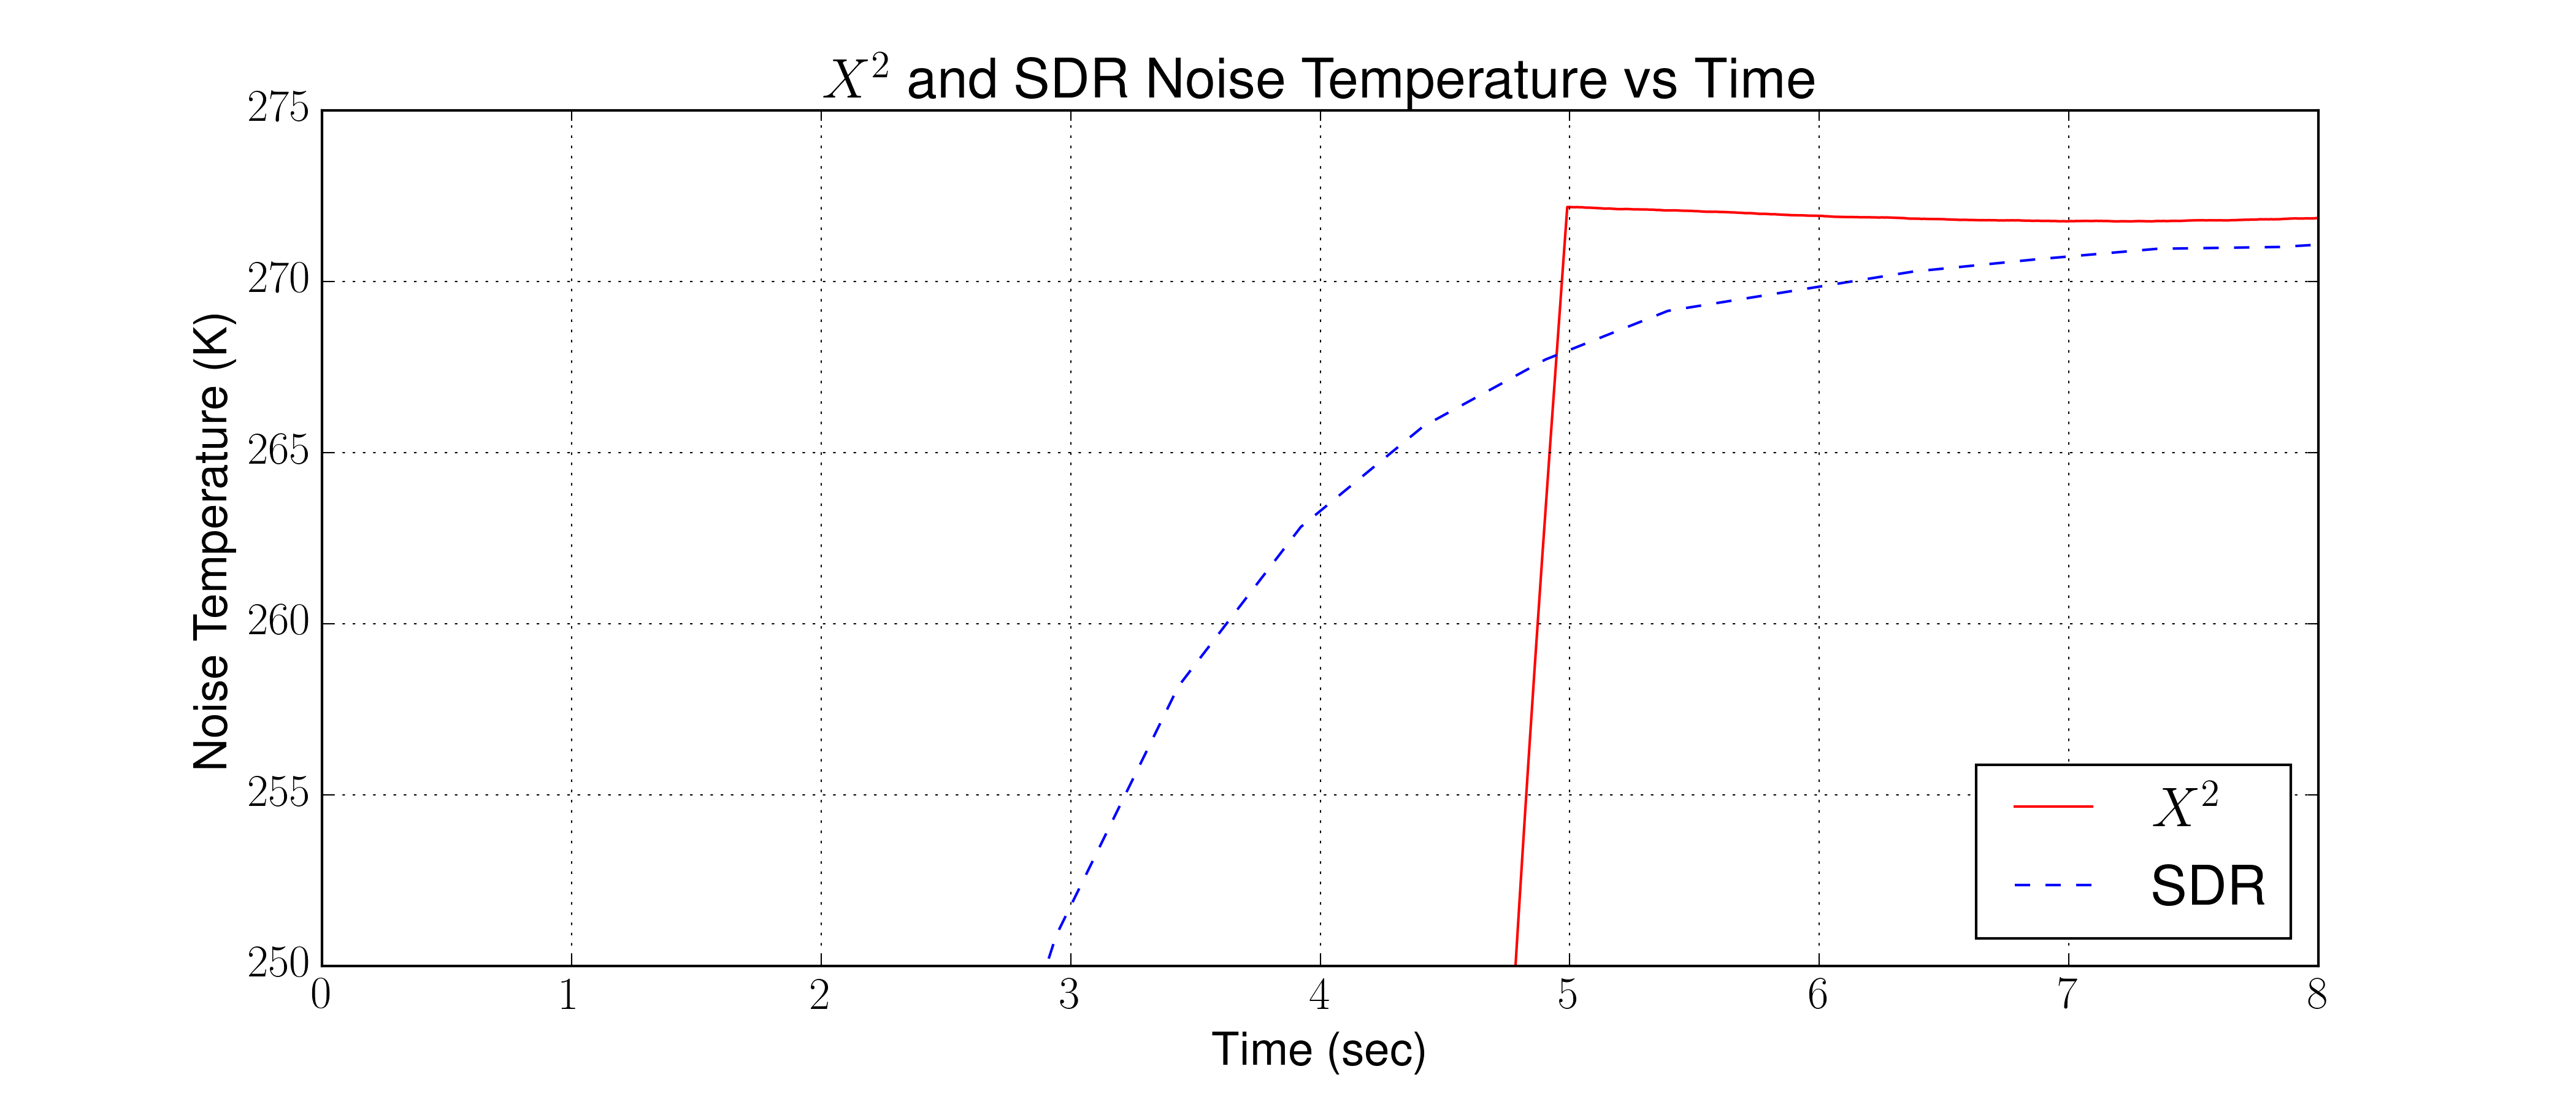 X² and SDR Noise Temperature vs Time
275
270
265
260
255
250
Noise Temperature (K)
0 1 2 3 4 5 6 7 8
Time (sec)
X²
SDR